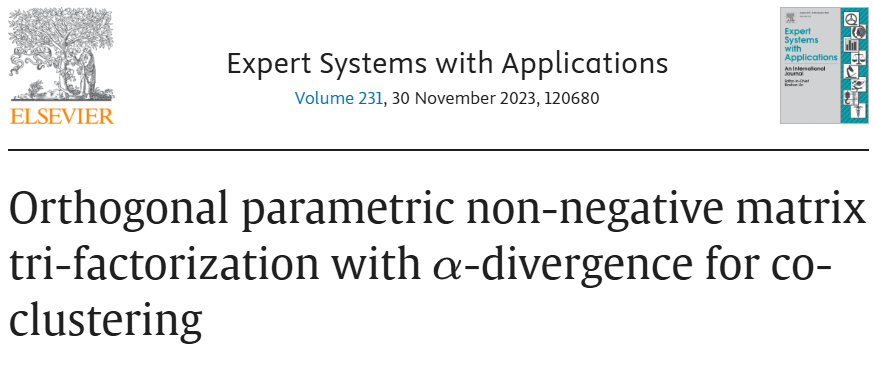 Expert Systems with Applications
Volume 231, 30 November 2023, 120680
ELSEVIER
Expert
Systems
with
Applications
An International
Journal
Orthogonal parametric non-negative matrix
tri-factorization with α-divergence for co-
clustering